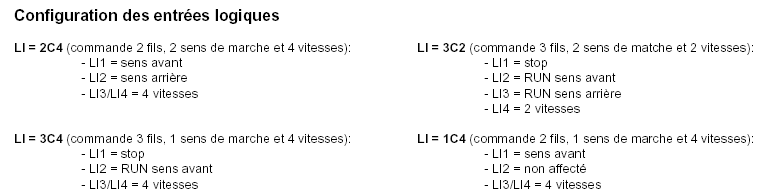 Configuration des entrées logiques
LI = 2C4 (commande 2 fils, 2 sens de marche et 4 vitesses):
- LI1 = sens avant
- LI2 = sens arrière
- LI3/LI4 = 4 vitesses
LI = 3C2 (commande 3 fils, 2 sens de matche et 2 vitesses):
- LI1 = stop
- LI2 = RUN sens avant
- LI3 = RUN sens arrière
- LI4 = 2 vitesses
LI = 3C4 (commande 3 fils, 1 sens de marche et 4 vitesses):
- LI1 = stop
- LI2 = RUN sens avant
- LI3/LI4 = 4 vitesses
LI = 1C4 (commande 2 fils, 1 sens de marche et 4 vitesses):
- LI1 = sens avant
- LI2 = non affecté
- LI3/LI4 = 4 vitesses